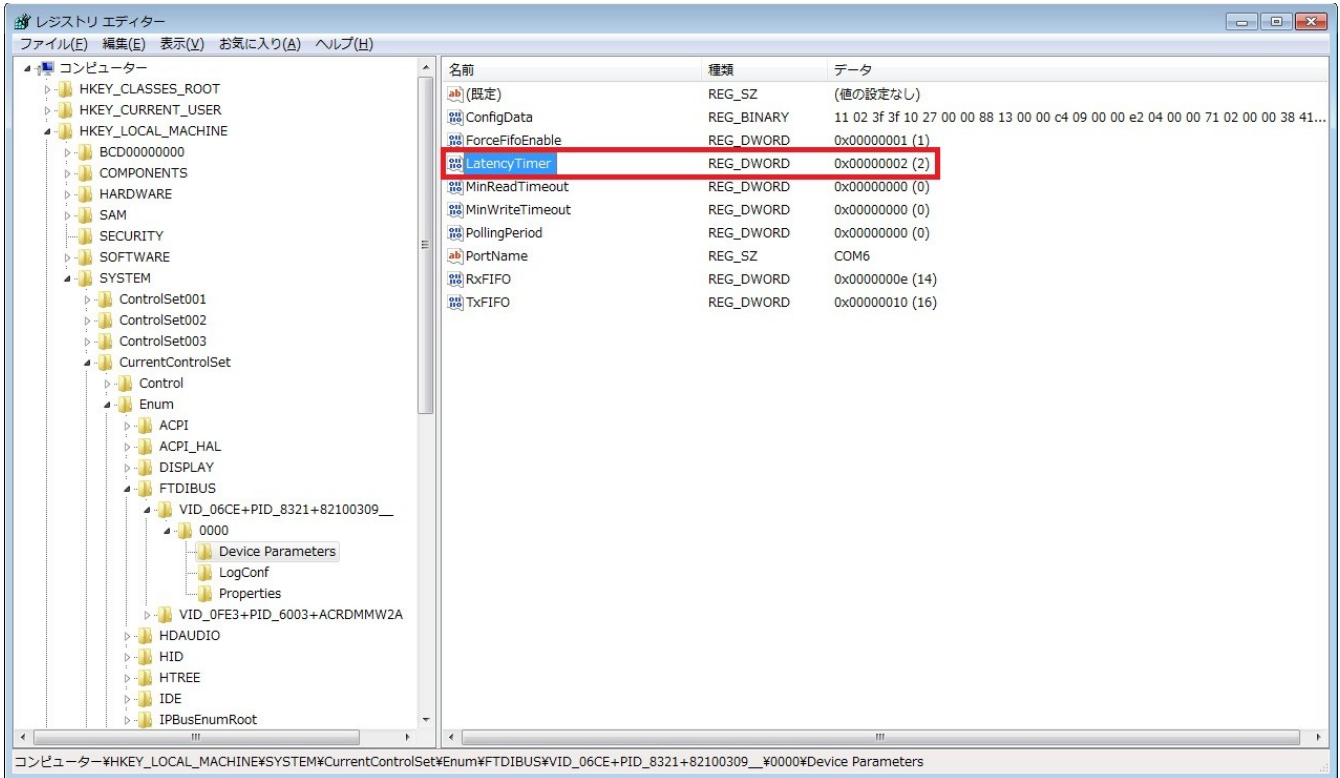 レジストリ エディター
ファイル(F) 編集(E) 表示(V) お気に入り(A) ヘルプ(H)
コンピューター
HKEY_CLASSES_ROOT
HKEY_CURRENT_USER
HKEY_LOCAL_MACHINE
BCD00000000
COMPONENTS
HARDWARE
SAM
SECURITY
SOFTWARE
SYSTEM
ControlSet001
ControlSet002
ControlSet003
CurrentControlSet
Control
Enum
ACPI
ACPI_HAL
DISPLAY
FTDIBUS
VID_06CE+PID_8321+82100309__
0000
Device Parameters
LogConf
Properties
VID_0FE3+PID_6003+ACRDMMW2A
HDAUDIO
HID
HTREE
IDE
IPBusEnumRoot
名前 種類 データ
(既定) REG_SZ (値の設定なし)
ConfigData REG_BINARY 11 02 3f 3f 10 27 00 00 88 13 00 00 c4 09 00 00 e2 04 00 00 71 02 00 00 38 41...
ForceFifoEnable REG_DWORD 0x00000001 (1)
LatencyTimer REG_DWORD 0x00000002 (2)
MinReadTimeout REG_DWORD 0x00000000 (0)
MinWriteTimeout REG_DWORD 0x00000000 (0)
PollingPeriod REG_DWORD 0x00000000 (0)
PortName REG_SZ COM6
RxFIFO REG_DWORD 0x0000000e (14)
TxFIFO REG_DWORD 0x00000010 (16)
コンピューター¥HKEY_LOCAL_MACHINE¥SYSTEM¥CurrentControlSet¥Enum¥FTDIBUS¥VID_06CE+PID_8321+82100309__¥0000¥Device Parameters